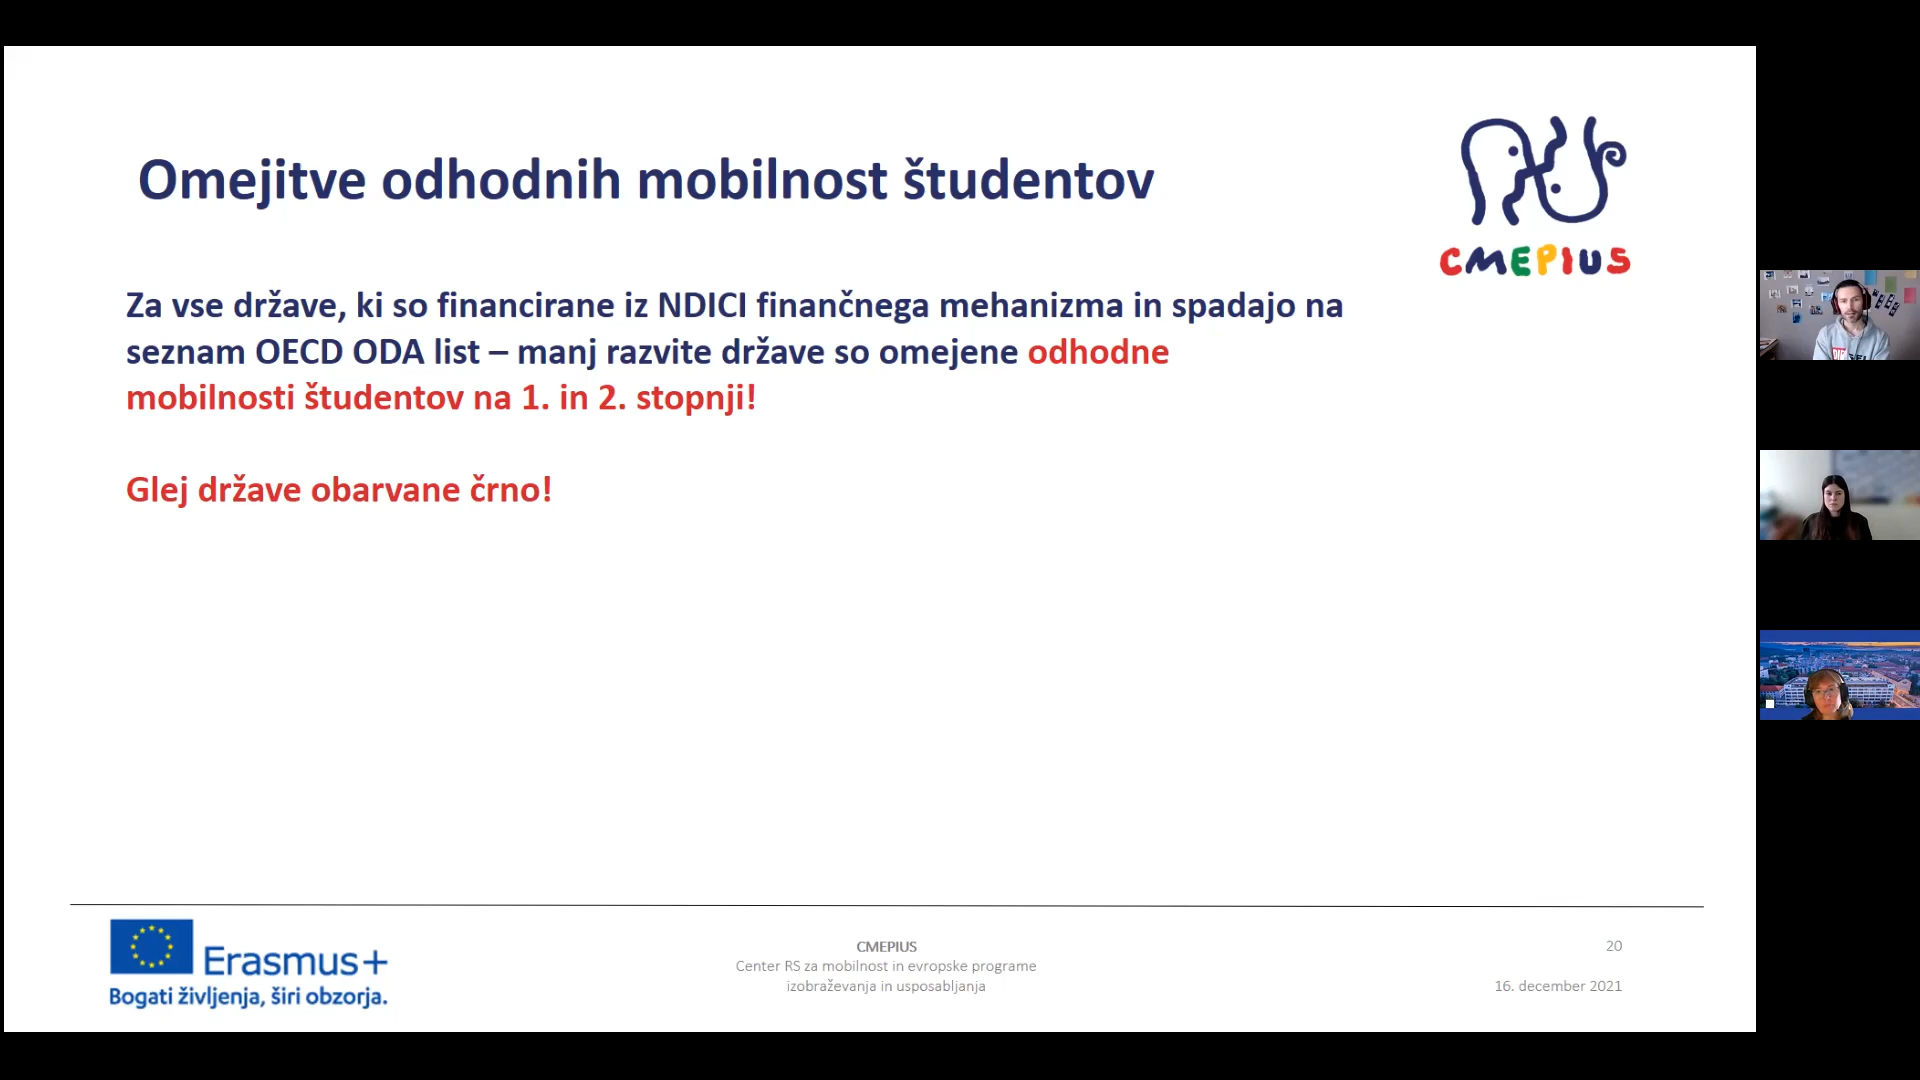 Omejitve odhodnih mobilnost študentov
CMEPIUS
Za vse države, ki so financirane iz NDICI finančnega mehanizma in spadajo na
seznam OECD ODA list – manj razvite države so omejene odhodne
mobilnosti študentov na 1. in 2. stopnji!
Glej države obarvane črno!
Erasmus+
Bogati življenja, širi obzorja.
CMEPIUS
Center RS za mobilnost in evropske programe
izobraževanja in usposabljanja
20
16. december 2021